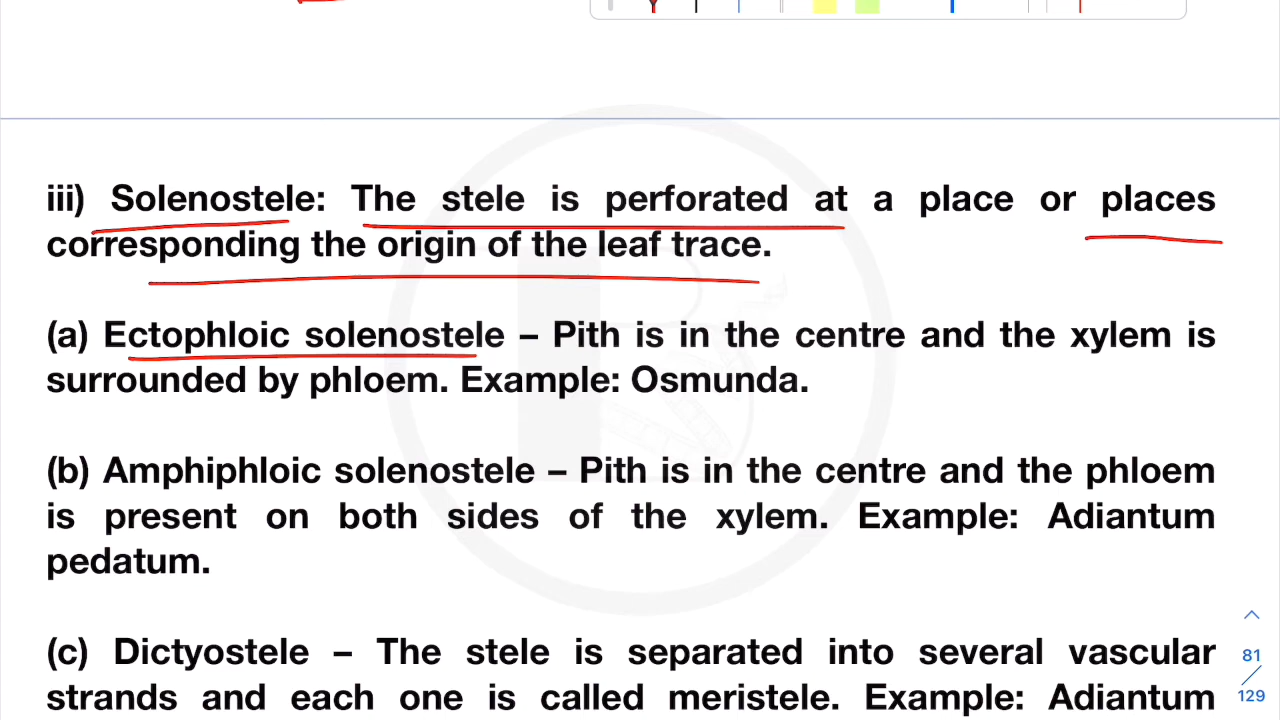 iii) Solenostele: The stele is perforated at a place or places
corresponding the origin of the leaf trace.
(a) Ectophloic solenostele – Pith is in the centre and the xylem is
surrounded by phloem. Example: Osmunda.
(b) Amphiphloic solenostele – Pith is in the centre and the phloem
is present on both sides of the xylem. Example: Adiantum
pedatum.
(c) Dictyostele – The stele is separated into several vascular
strands and each one is called meristele. Example: Adiantum
81
129